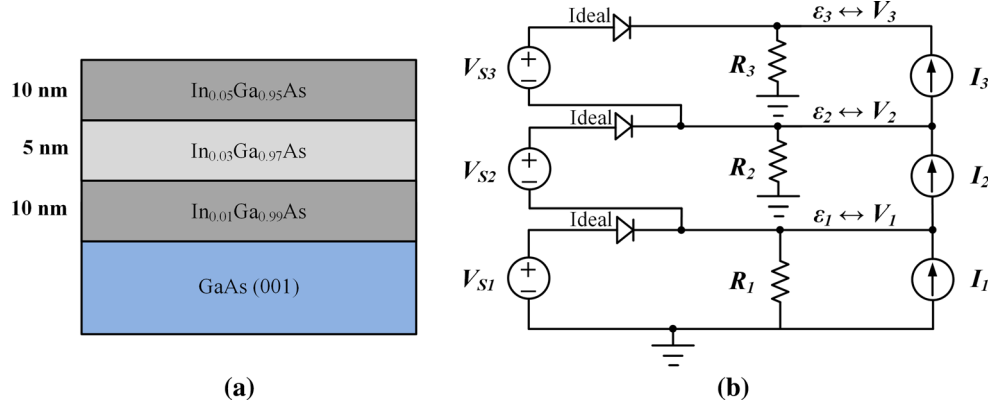 10 nm
In0.05Ga0.95As
5 nm
In0.03Ga0.97As
10 nm
In0.01Ga0.99As
GaAs (001)
(a)
Ideal
ε3 ↔ V3
VS3
+
−
R3
I3
Ideal
ε2 ↔ V2
VS2
+
−
R2
I2
Ideal
ε1 ↔ V1
VS1
+
−
R1
I1
(b)